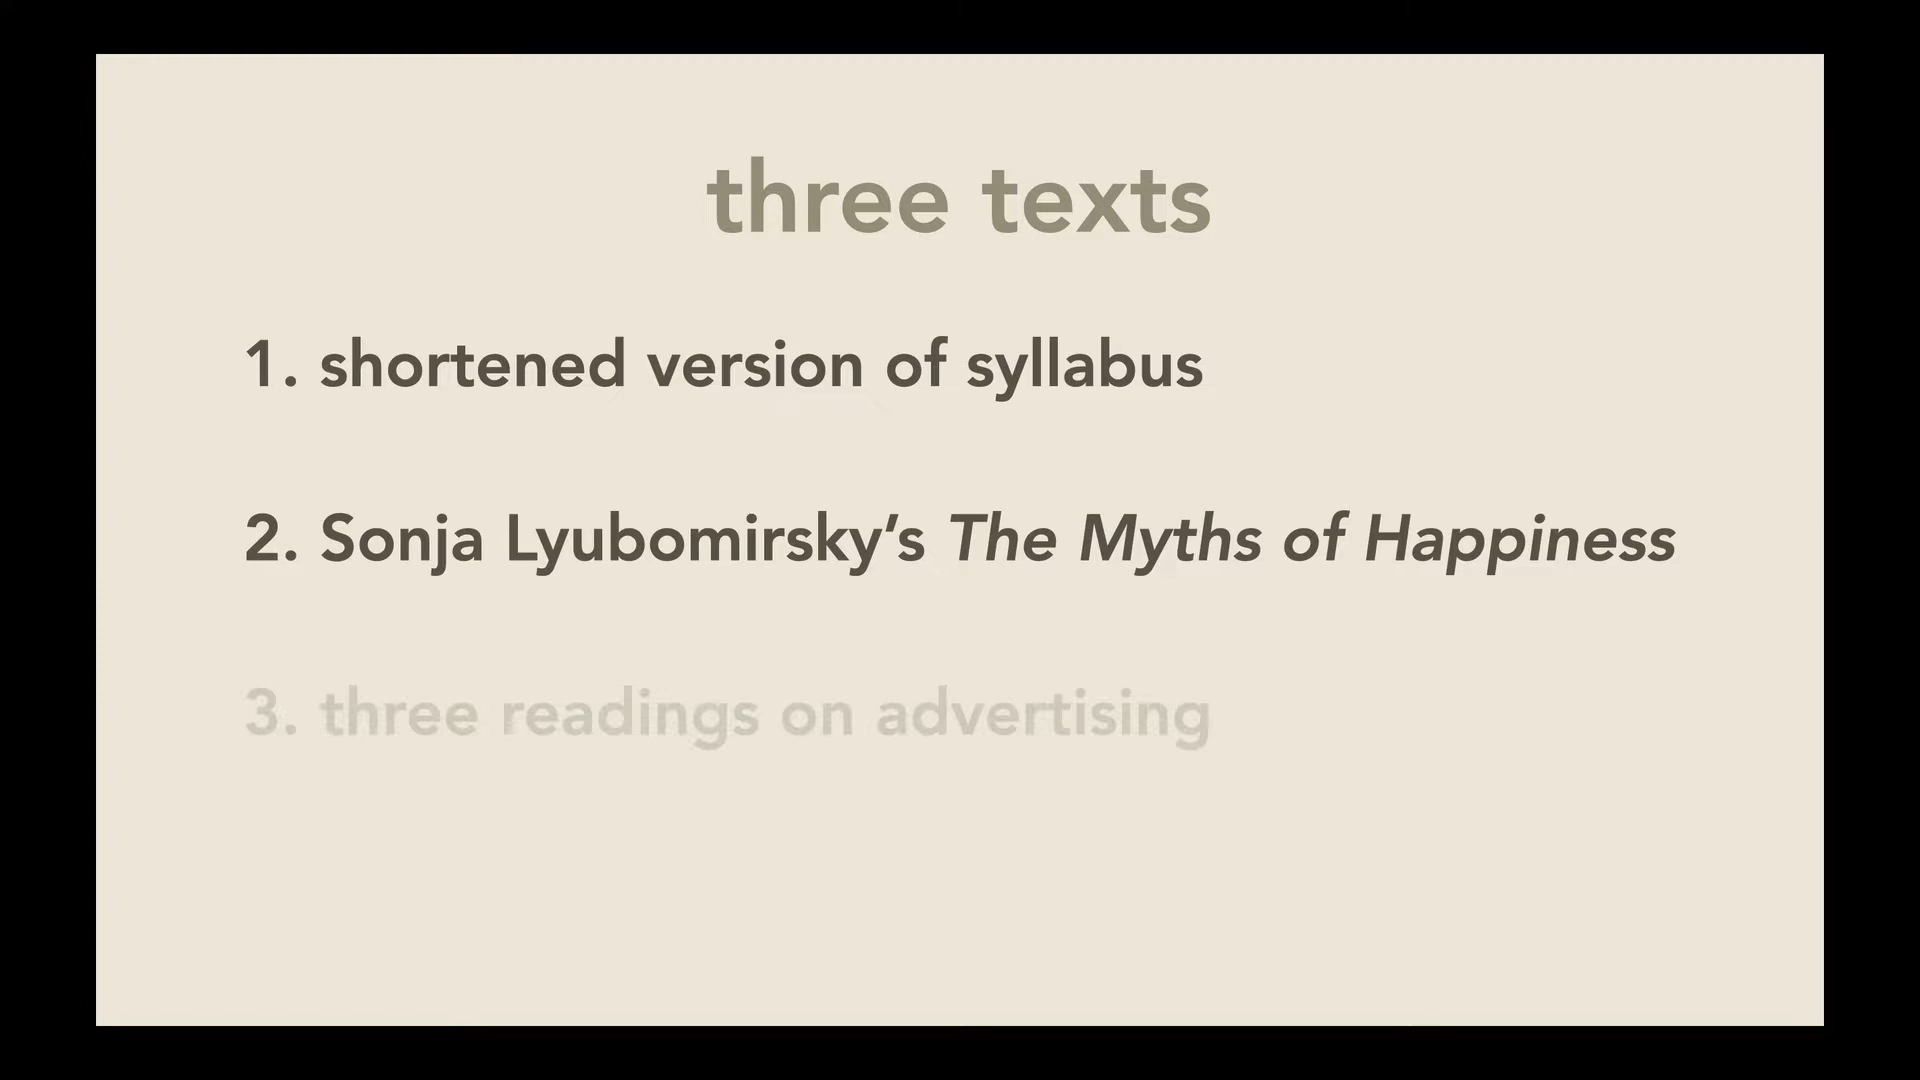 three texts
1. shortened version of syllabus
2. Sonja Lyubomirsky’s The Myths of Happiness
3. three readings on advertising